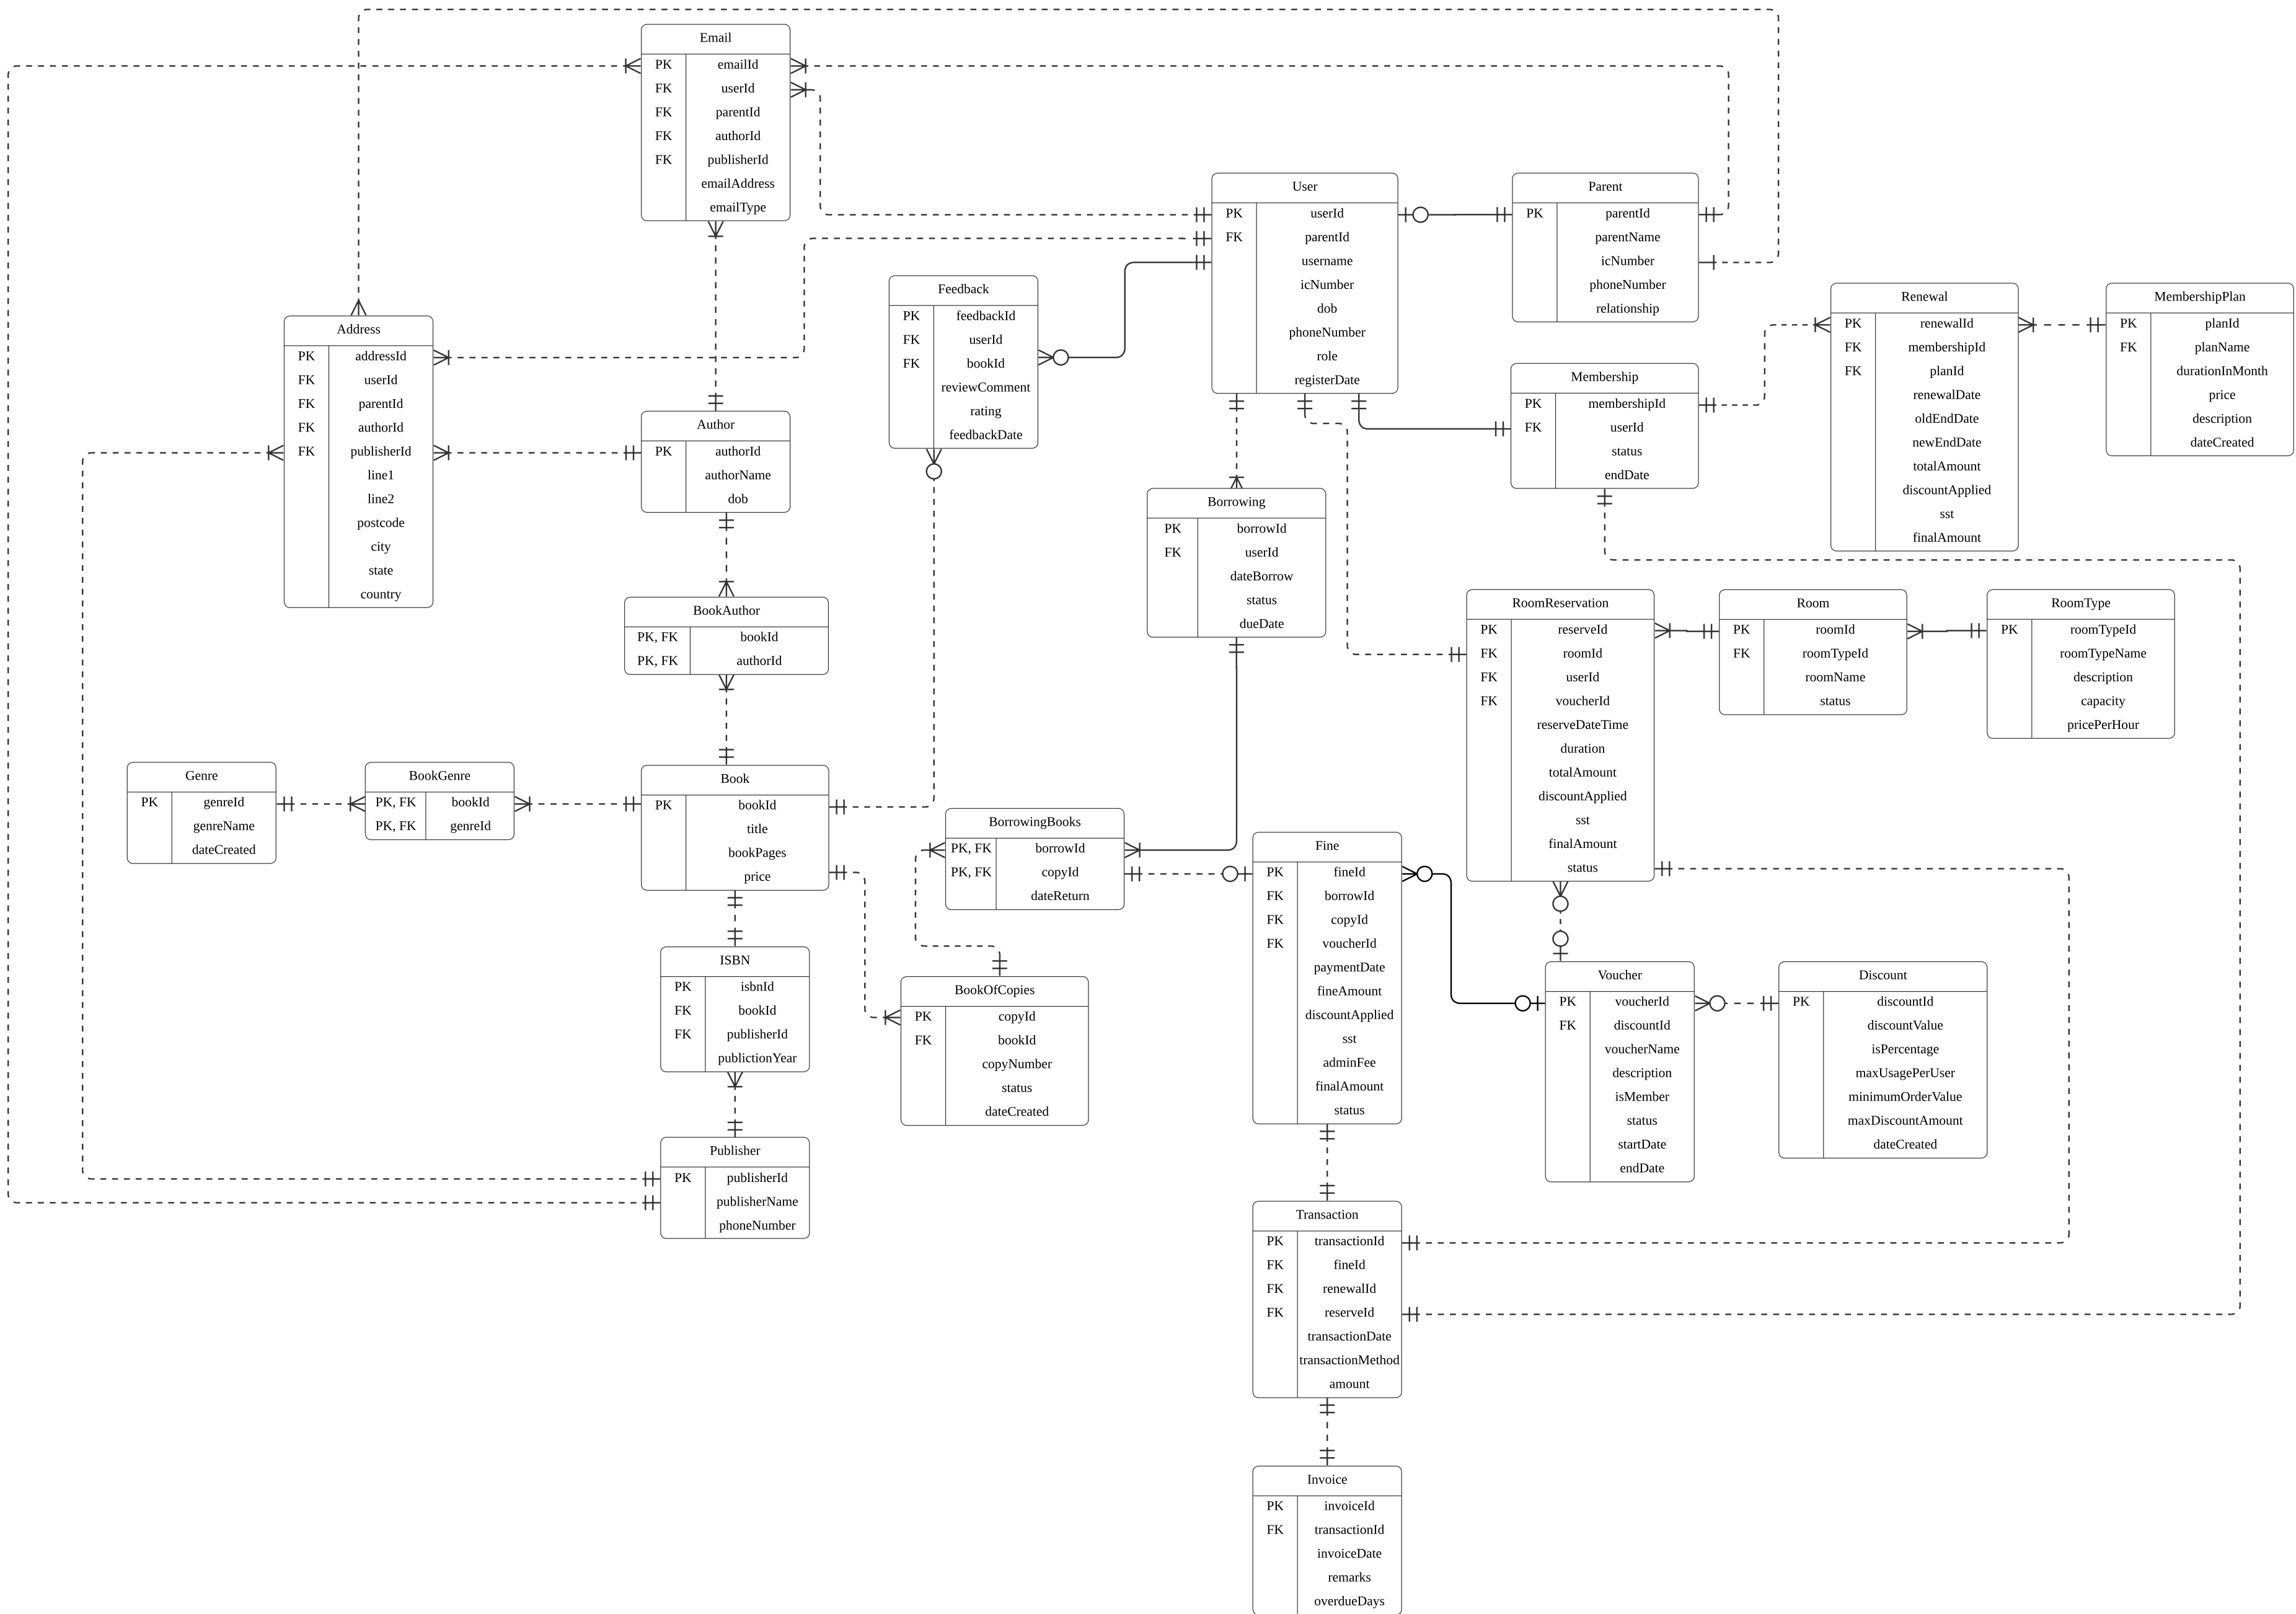 Email
PK emailId
FK userId
FK parentId
FK authorId
FK publisherId
emailAddress
emailType
User
PK userId
FK parentId
username
icNumber
dob
phoneNumber
role
registerDate
Parent
PK parentId
parentName
icNumber
phoneNumber
relationship
Feedback
PK feedbackId
FK userId
FK bookId
reviewComment
rating
feedbackDate
Renewal
PK renewalId
FK membershipId
FK planId
renewalDate
oldEndDate
newEndDate
totalAmount
discountApplied
sst
finalAmount
MembershipPlan
PK planId
FK planName
durationInMonth
price
description
dateCreated
Address
PK addressId
FK userId
FK parentId
FK authorId
FK publisherId
line1
line2
postcode
city
state
country
Membership
PK membershipId
FK userId
status
endDate
Author
PK authorId
authorName
dob
Borrowing
PK borrowId
FK userId
dateBorrow
status
dueDate
BookAuthor
PK, FK bookId
PK, FK authorId
RoomReservation
PK reserveId
FK roomId
FK userId
FK voucherId
reserveDateTime
duration
totalAmount
discountApplied
sst
finalAmount
status
Room
PK roomId
FK roomTypeId
roomName
status
RoomType
PK roomTypeId
roomTypeName
description
capacity
pricePerHour
Genre
PK genreId
genreName
dateCreated
BookGenre
PK, FK bookId
PK, FK genreId
Book
PK bookId
title
bookPages
price
BorrowingBooks
PK, FK borrowId
PK, FK copyId
dateReturn
Fine
PK fineId
FK borrowId
FK copyId
FK voucherId
paymentDate
fineAmount
discountApplied
sst
adminFee
finalAmount
status
ISBN
PK isbnId
FK bookId
FK publisherId
publictionYear
BookOfCopies
PK copyId
FK bookId
copyNumber
status
dateCreated
Voucher
PK voucherId
FK discountId
voucherName
description
isMember
status
startDate
endDate
Discount
PK discountId
discountValue
isPercentage
maxUsagePerUser
minimumOrderValue
maxDiscountAmount
dateCreated
Publisher
PK publisherId
publisherName
phoneNumber
Transaction
PK transactionId
FK fineId
FK renewalId
FK reserveId
transactionDate
transactionMethod
amount
Invoice
PK invoiceId
FK transactionId
invoiceDate
remarks
overdueDays